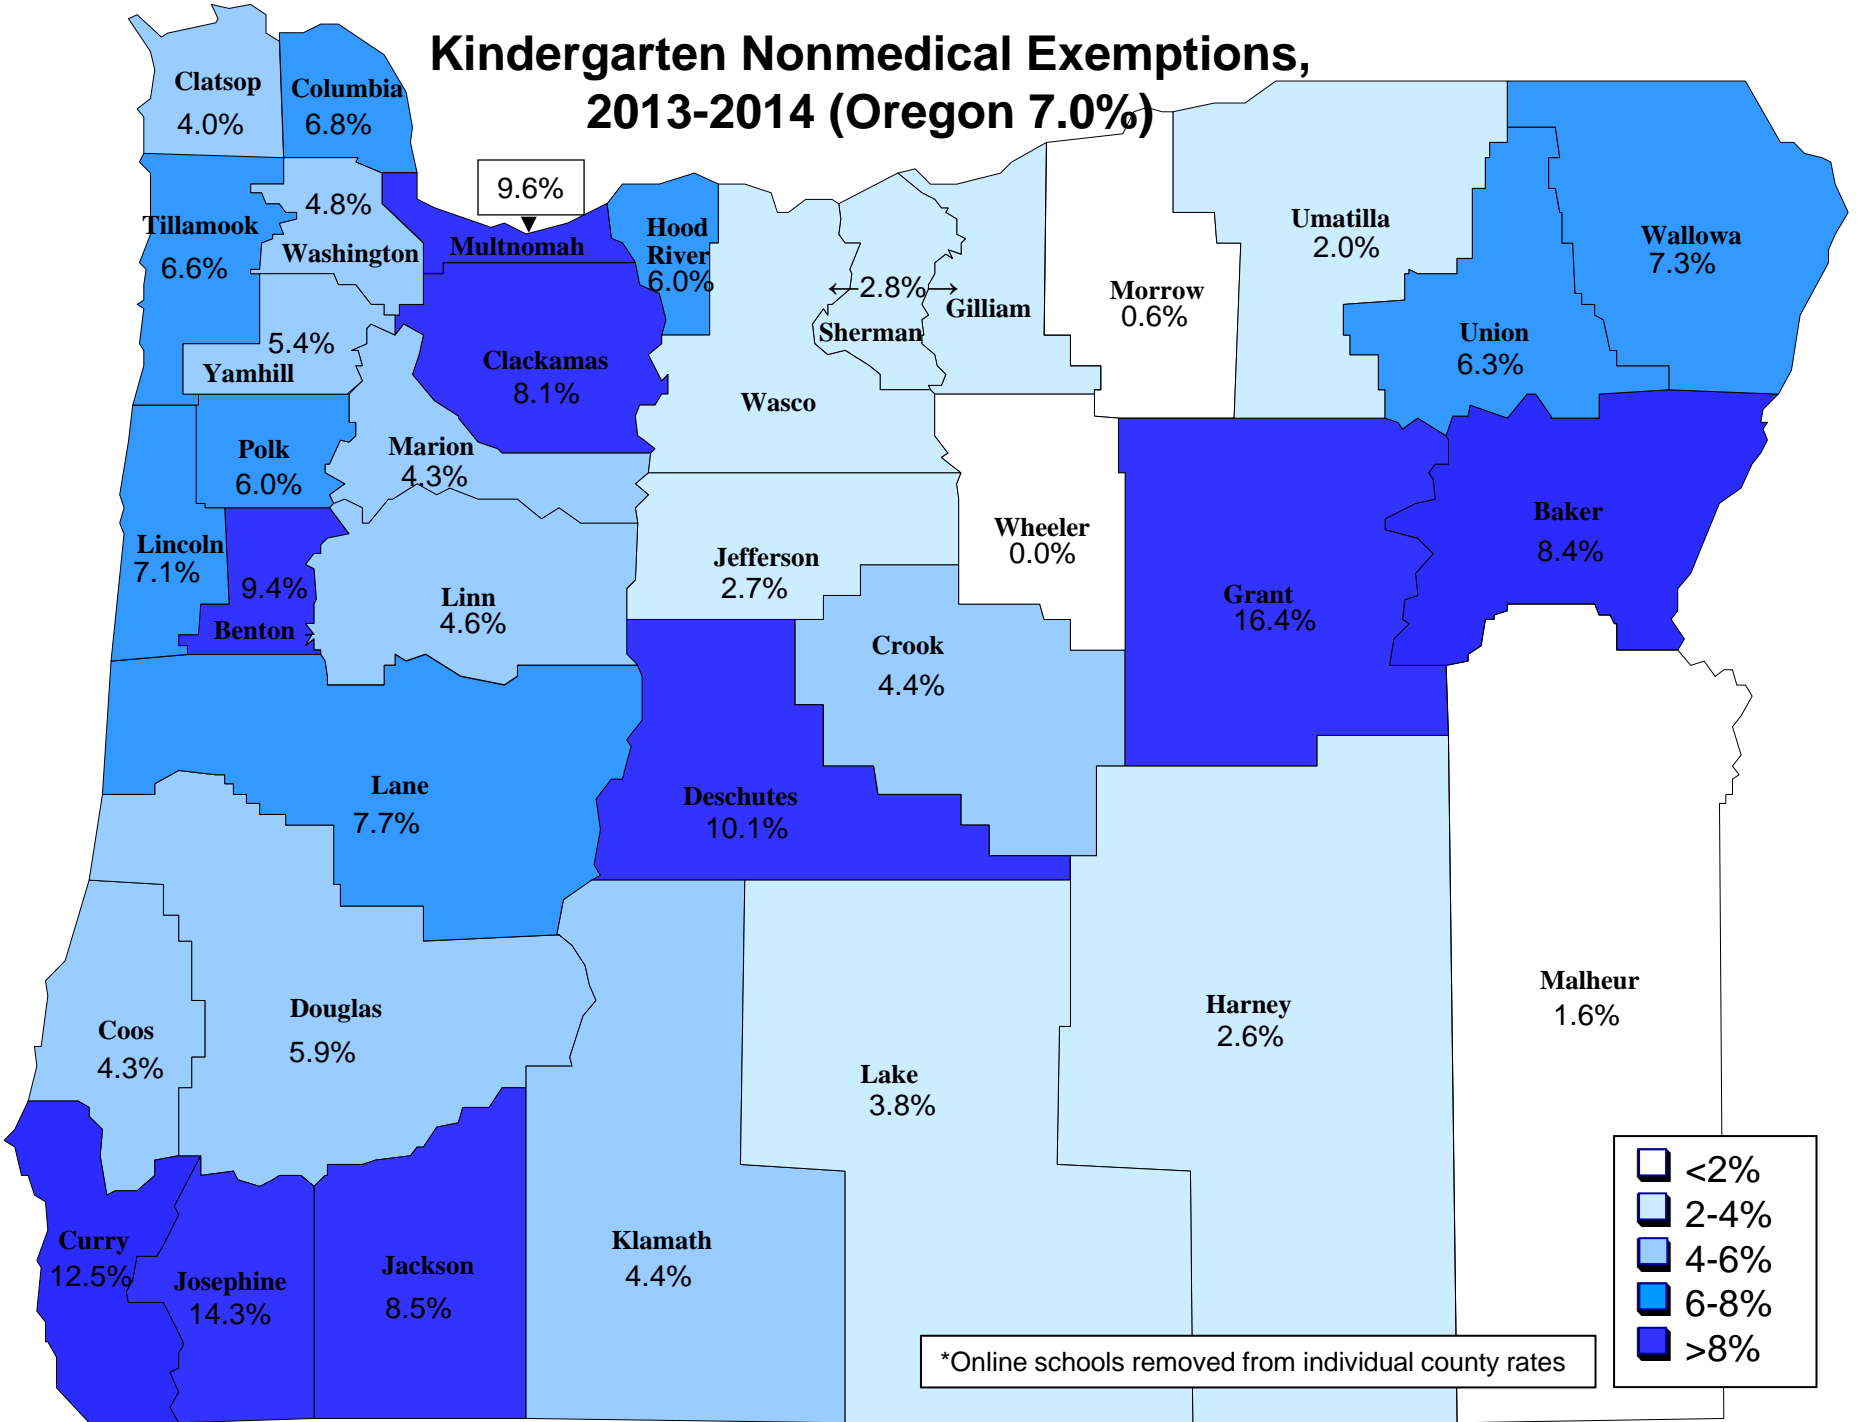 Kindergarten Nonmedical Exemptions,
2013-2014 (Oregon 7.0%)
Clatsop
4.0%
Columbia
6.8%
9.6%
Tillamook
6.6%
4.8%
Washington
Multnomah
Hood
River
6.0%
←2.8%→
Sherman
Gilliam
Morrow
0.6%
Umatilla
2.0%
Wallowa
7.3%
Union
6.3%
5.4%
Yamhill
Clackamas
8.1%
Wasco
Polk
6.0%
Marion
4.3%
Lincoln
7.1%
9.4%
Benton
Linn
4.6%
Jefferson
2.7%
Wheeler
0.0%
Grant
16.4%
Baker
8.4%
Crook
4.4%
Lane
7.7%
Deschutes
10.1%
Coos
4.3%
Douglas
5.9%
Lake
3.8%
Harney
2.6%
Malheur
1.6%
Curry
12.5%
Josephine
14.3%
Jackson
8.5%
Klamath
4.4%
<2%
2-4%
4-6%
6-8%
>8%
*Online schools removed from individual county rates